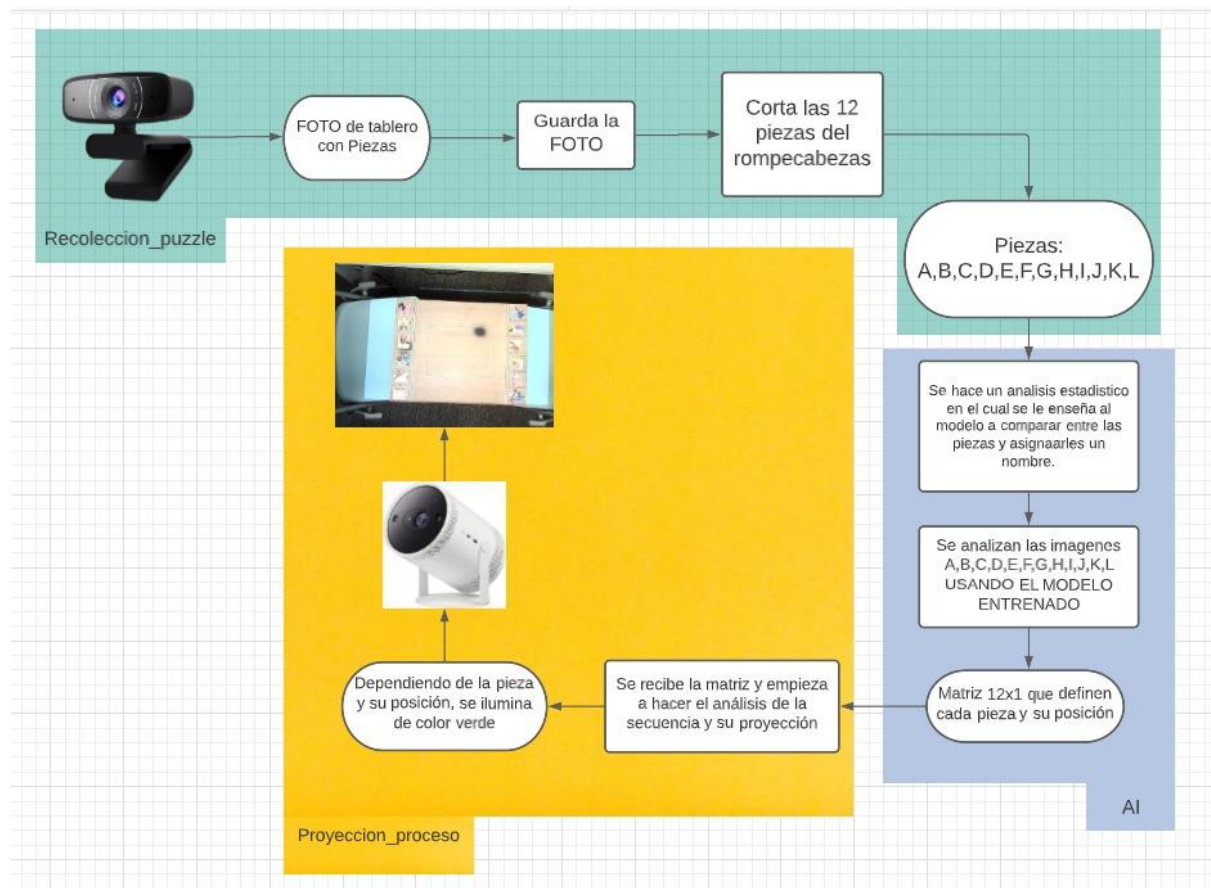 FOTO de tablero
con Piezas
Guarda la
FOTO
Corta las 12
piezas del
rompecabezas
Recoleccion_puzzle
Piezas:
A,B,C,D,E,F,G,H,I,J,K,L
Se hace un analisis estadistico
en el cual se le enseña al
modelo a comparar entre las
piezas y asignaarles un
nombre.
Se analizan las imagenes
A,B,C,D,E,F,G,H,I,J,K,L
USANDO EL MODELO
ENTRENADO
Matriz 12x1 que definen
cada pieza y su posición
AI
Se recibe la matriz y empieza
a hacer el análisis de la
secuencia y su proyección
Dependiendo de la pieza
y su posición, se ilumina
de color verde
Proyeccion_proceso